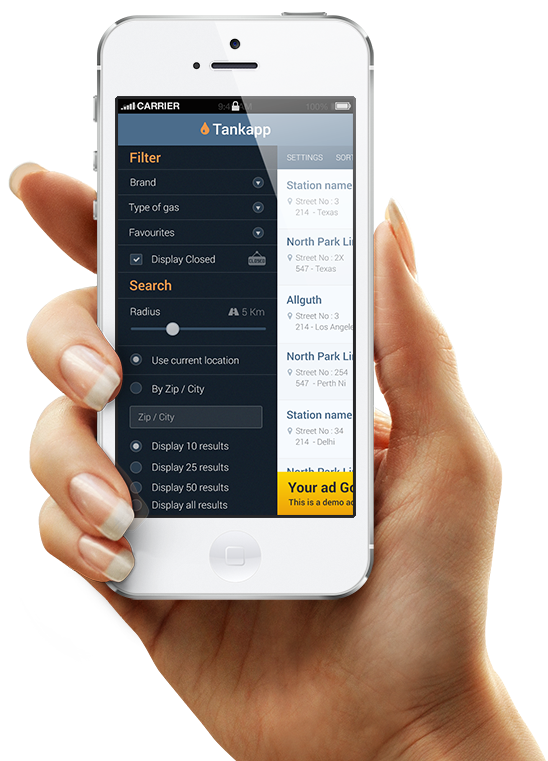 CARRIER 9:41 AM 100%
Tankapp
Filter
Brand
Type of gas
Favourites
Display Closed
CLOSED
Search
Radius 5 Km
Use current location
By Zip / City
Zip / City
Display 10 results
Display 25 results
Display 50 results
Display all results
SETTINGS SOR
Station name
Street No : 3
214 - Texas
North Park Li
Street No : 2X
547 - Texas
Allguth
Street No : 3
214 - Los Angele
North Park Li
Street No : 254
547 - Perth Ni
Station name
Street No : 34
214 - Delhi
North Park Li
Your ad Go
This is a demo ad